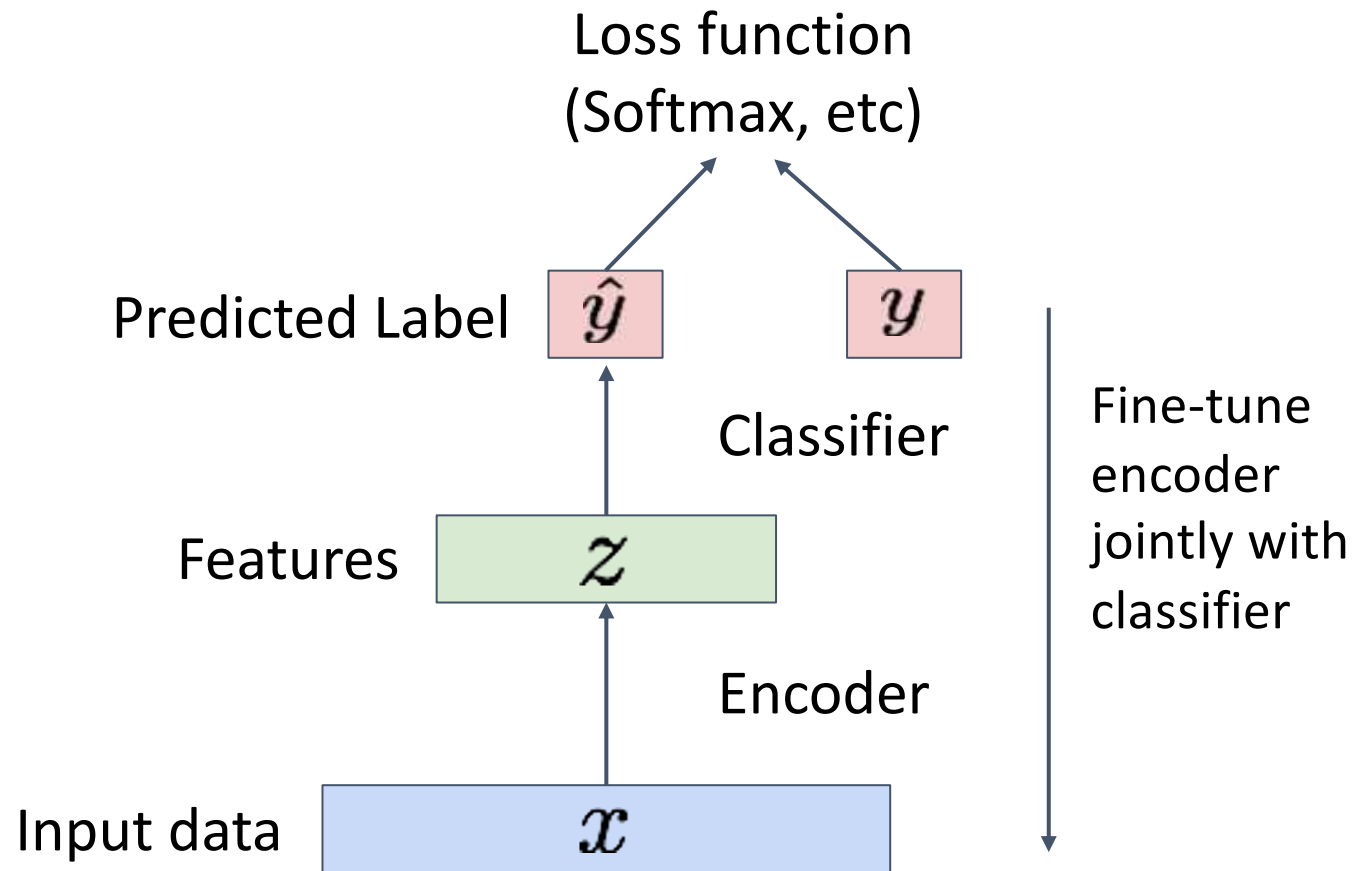 Loss function
(Softmax, etc)
Predicted Label
ŷ
y
Classifier
Fine-tune
encoder
jointly with
classifier
Features
z
Encoder
Input data
x